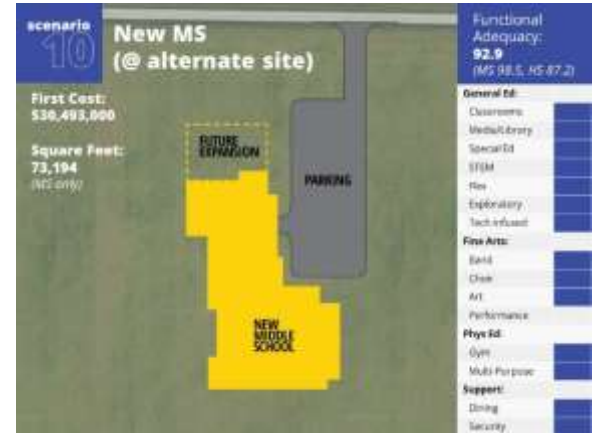 scenario
10
New MS
(@ alternate site)
First Cost:
$30,493,000
Square Feet:
73,194
(MS only)
FUTURE
EXPANSION
PARKING
NEW
MIDDLE
SCHOOL
Functional
Adequacy:
92.9
(MS 98.5, HS 87.2)
General Ed:
Classrooms
Media/Library
Special Ed
STEM
Flex
Exploratory
Tech Infused
Fine Arts:
Band
Choir
Art
Performance
Phys Ed:
Gym
Multi-Purpose
Support:
Dining
Security